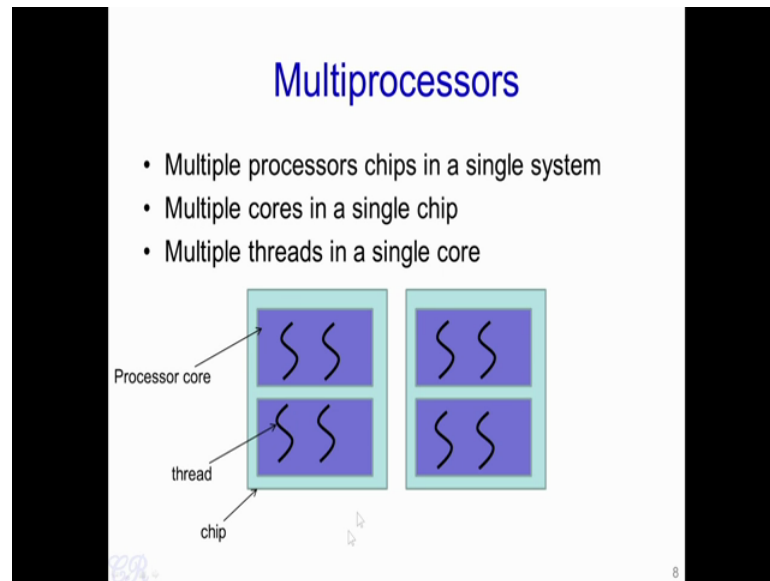 Multiprocessors
• Multiple processors chips in a single system
• Multiple cores in a single chip
• Multiple threads in a single core
Processor core
thread
chip
8